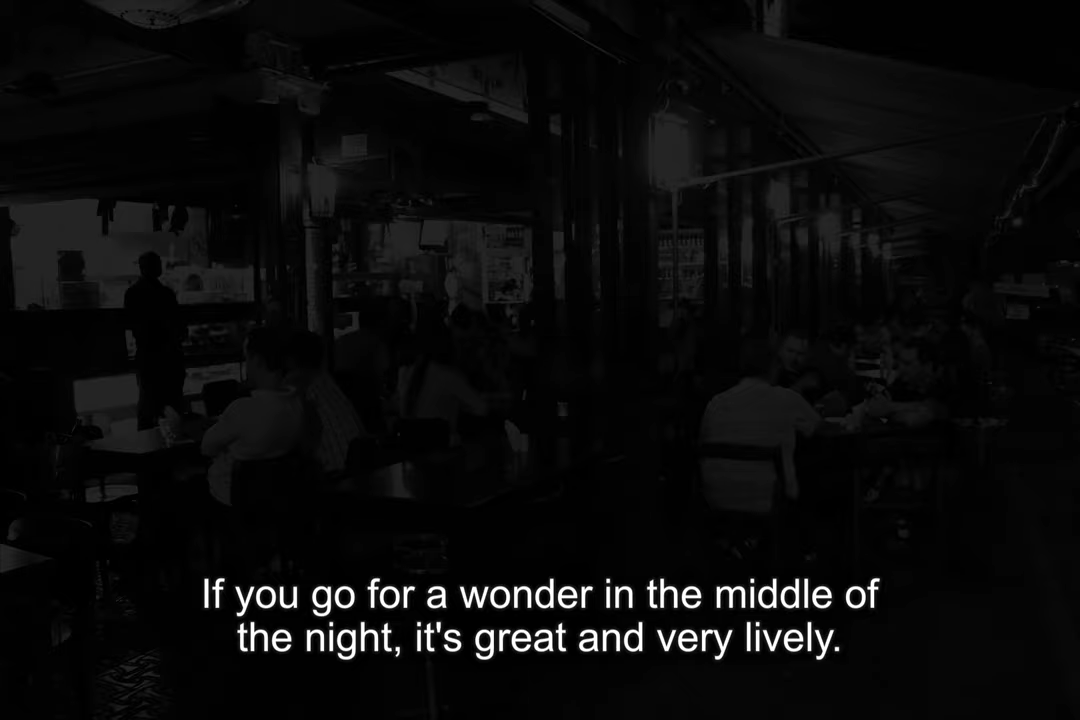 If you go for a wonder in the middle of
the night, it's great and very lively.